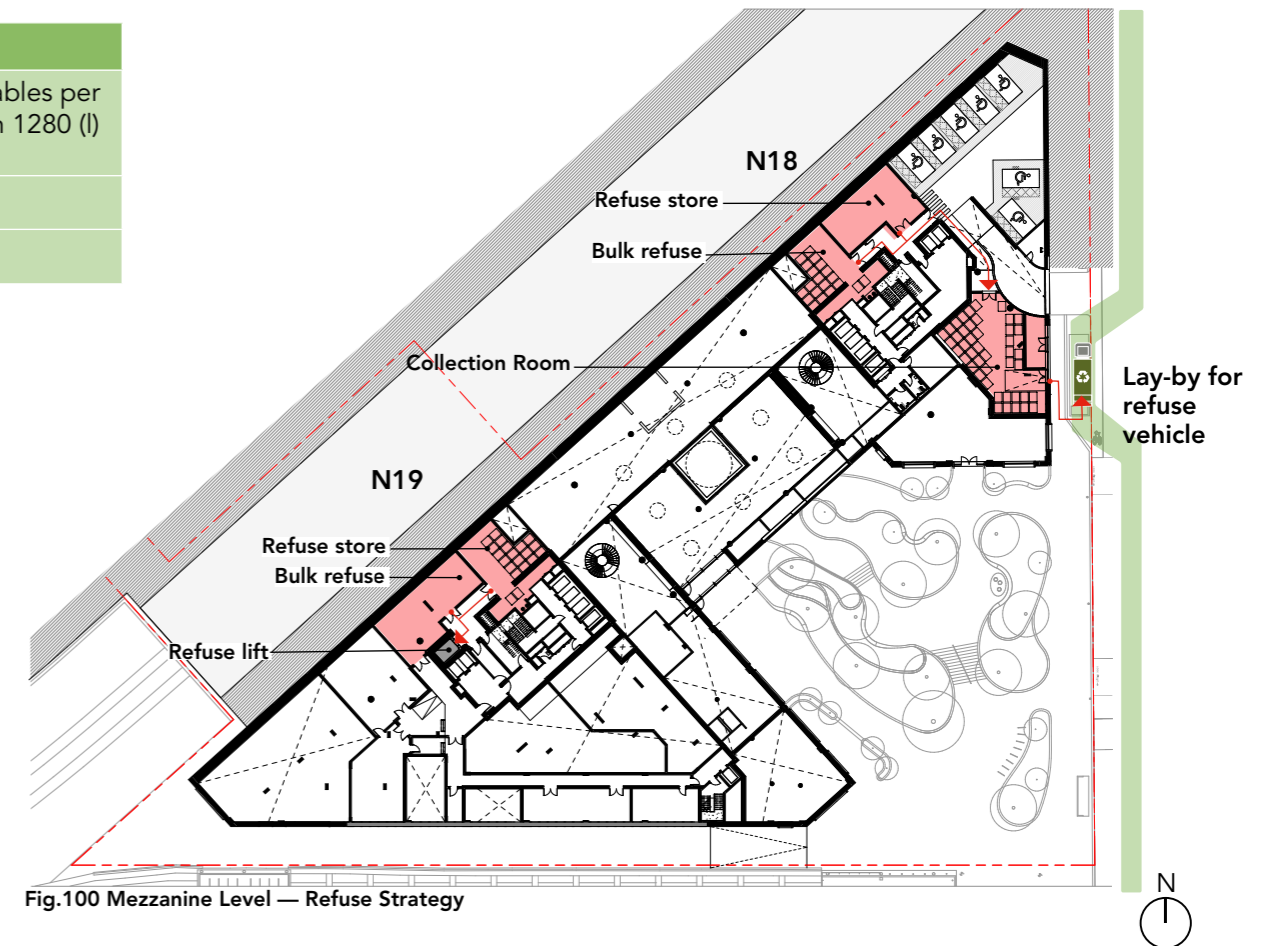 ables per
n 1280 (l)
N18
Refuse store
Bulk refuse
Collection Room
Lay-by for
refuse
vehicle
N19
Refuse store
Bulk refuse
Refuse lift
Fig.100 Mezzanine Level — Refuse Strategy
N